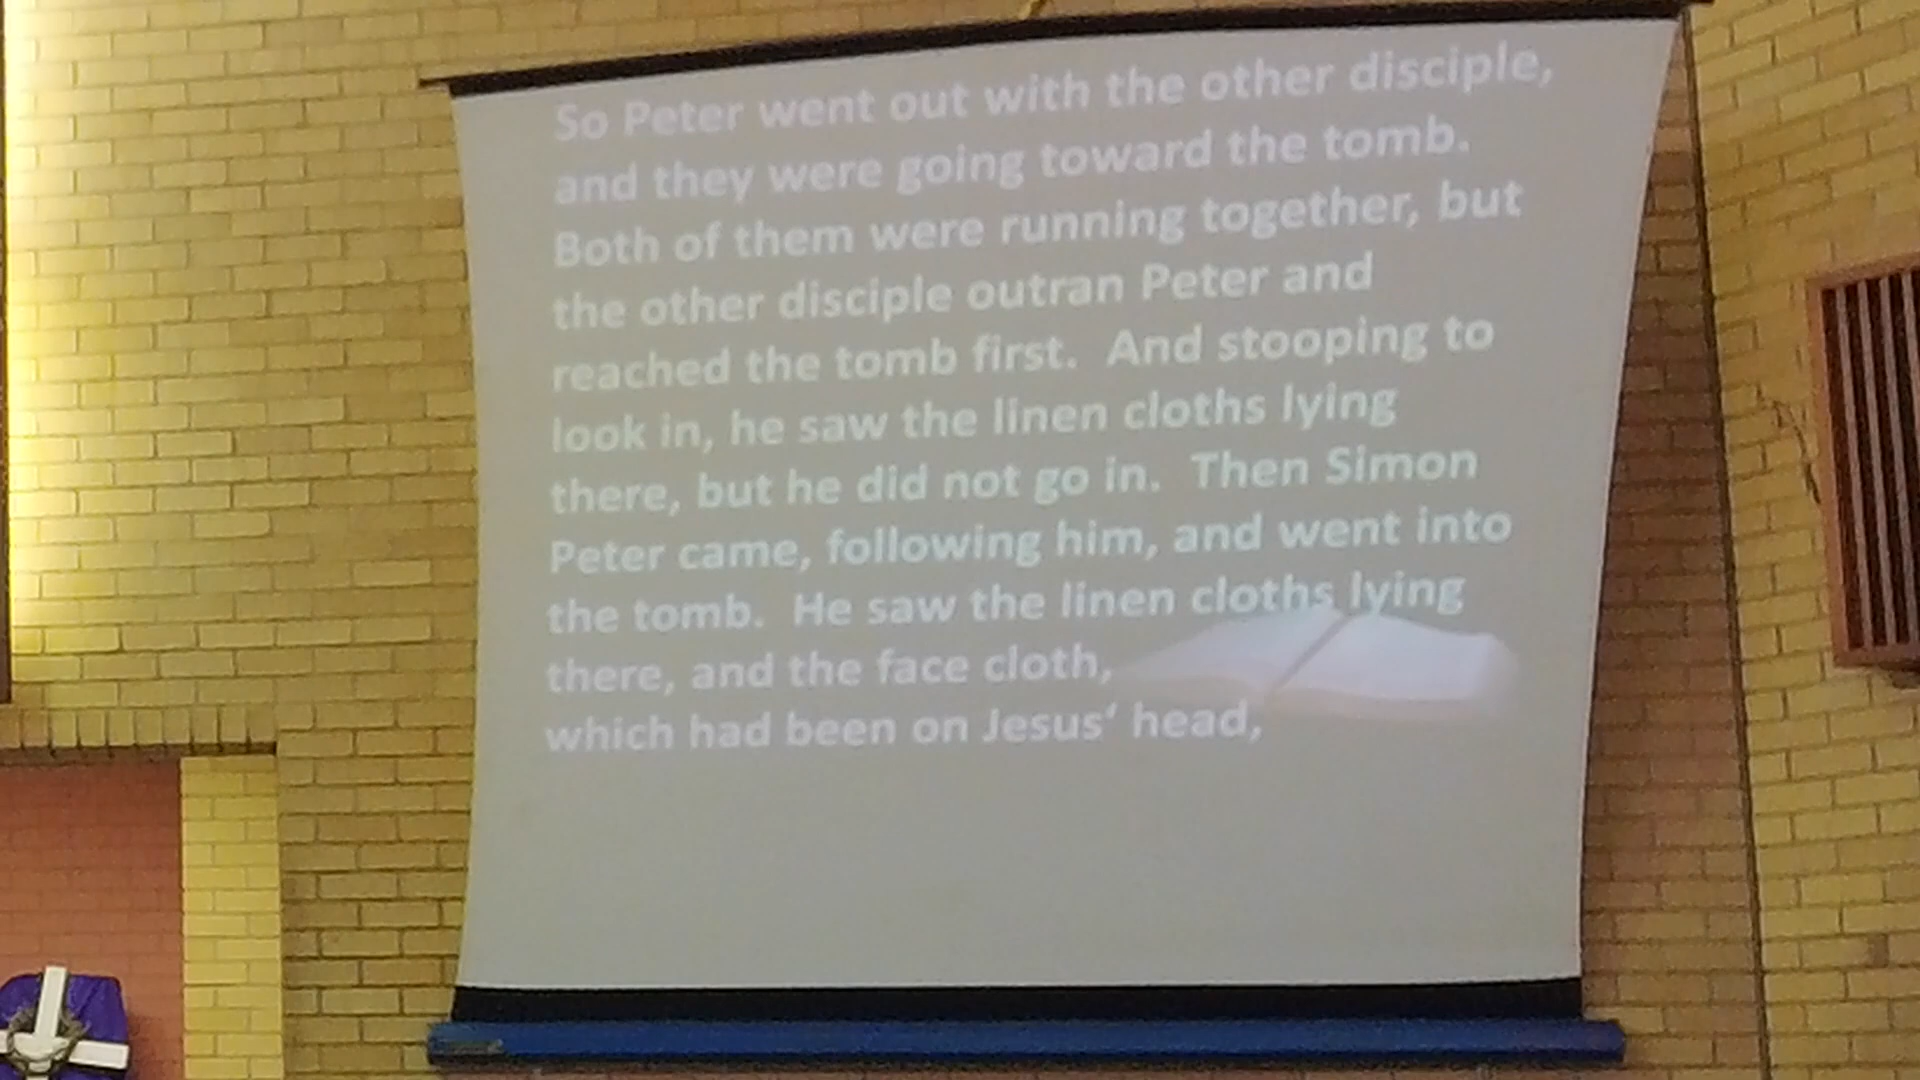 So Peter went out with the other disciple,
and they were going toward the tomb.
Both of them were running together, but
the other disciple outran Peter and
reached the tomb first.  And stooping to
look in, he saw the linen cloths lying
there, but he did not go in.  Then Simon
Peter came, following him, and went into
the tomb.  He saw the linen cloths lying
there, and the face cloth,
which had been on Jesus‘ head,